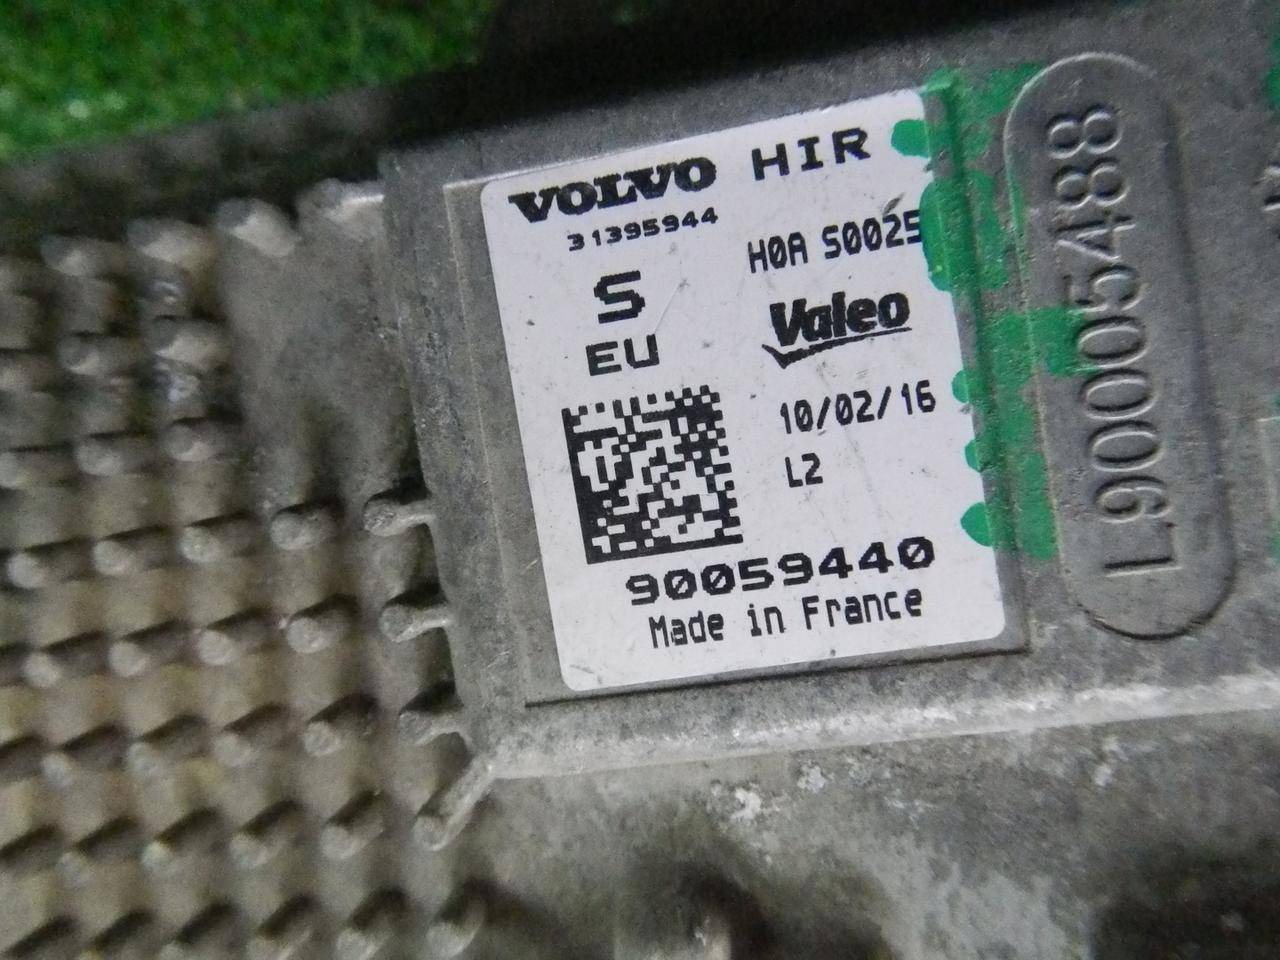 VOLVO HIR
31395944
H0A S0025
S
EU
Valeo
10/02/16
L2
90059440
Made in France
L90005488